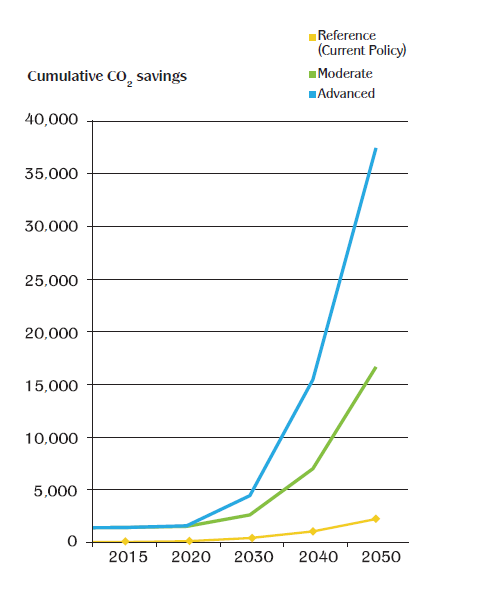 Reference
(Current Policy)
Moderate
Advanced
Cumulative CO₂ savings
40,000
35,000
30,000
25,000
20,000
15,000
10,000
5,000
0
2015 2020 2030 2040 2050